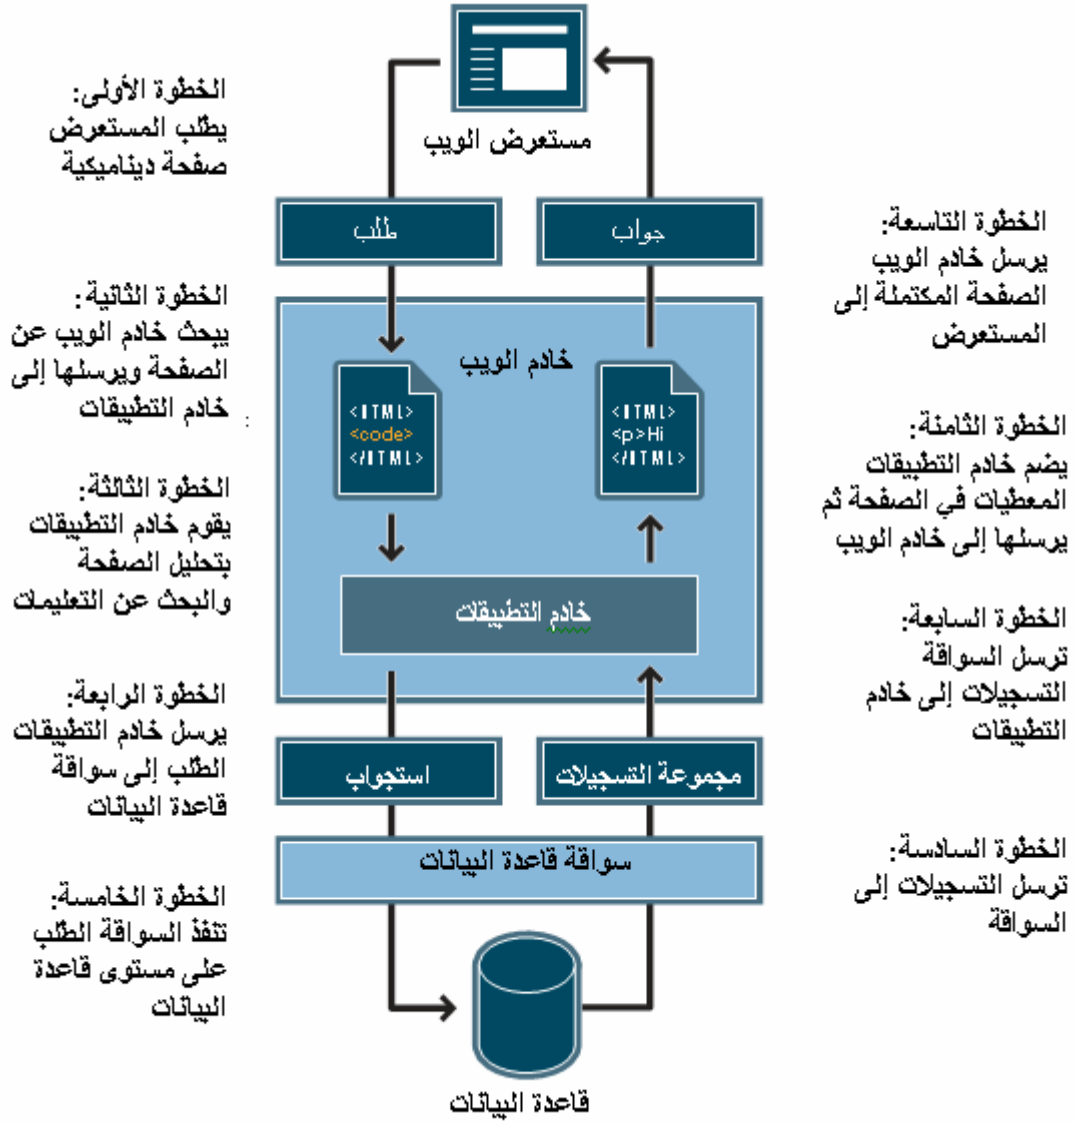 مستعرض الويب
الخطوة الأولى:
يطلب المستعرض
صفحة ديناميكية
طلب
جواب
الخطوة الثانية:
يبحث خادم الويب عن
الصفحة ويرسلها إلى
خادم التطبيقات
:
خادم الويب
<HTML>
<code>
</HTML>
<HTML>
<p>Hi
</HTML>
الخطوة الثالثة:
يقوم خادم التطبيقات
بتحليل الصفحة
والبحث عن التعليمات
خادم التطبيقات
الخطوة الرابعة:
يرسل خادم التطبيقات
الطلب إلى سواقة
قاعدة البيانات
استجواب
مجموعة التسجيلات
سواقة قاعدة البيانات
الخطوة الخامسة:
تنفذ السواقة الطلب
على مستوى قاعدة
البيانات
قاعدة البيانات
الخطوة السادسة:
ترسل التسجيلات إلى
السواقة
الخطوة السابعة:
ترسل السواقة
التسجيلات إلى خادم
التطبيقات
الخطوة الثامنة:
يضم خادم التطبيقات
المعطيات في الصفحة ثم
يرسلها إلى خادم الويب
الخطوة التاسعة:
يرسل خادم الويب
الصفحة المكتملة إلى
المستعرض